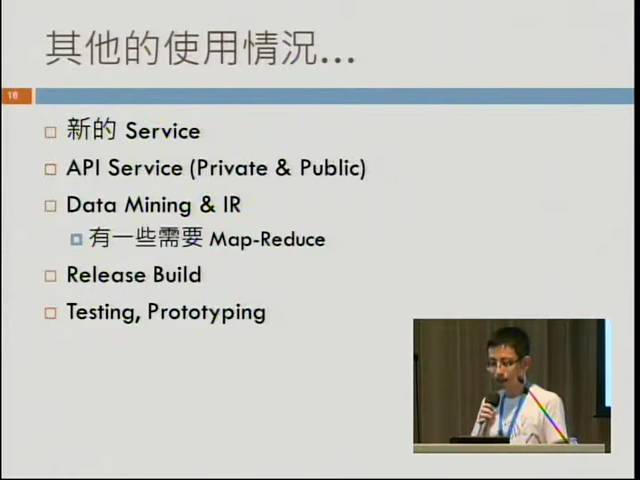 其他的使用情況...
16
新的 Service
API Service (Private & Public)
Data Mining & IR
有一些需要 Map-Reduce
Release Build
Testing, Prototyping